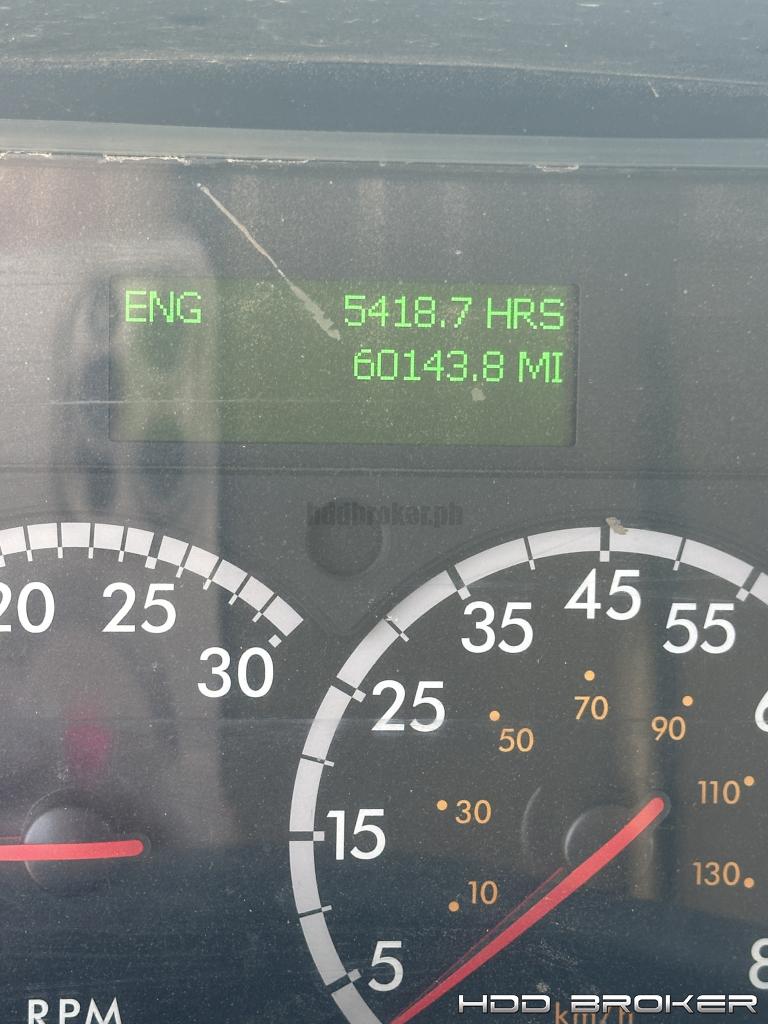 ENG 5418.7 HRS
60143.8 MI
hddbroker.ph
20 25 30
5 15 25 35 45 55
10 30 50 70 90 110 130
RPM
km/h
HDD BROKER